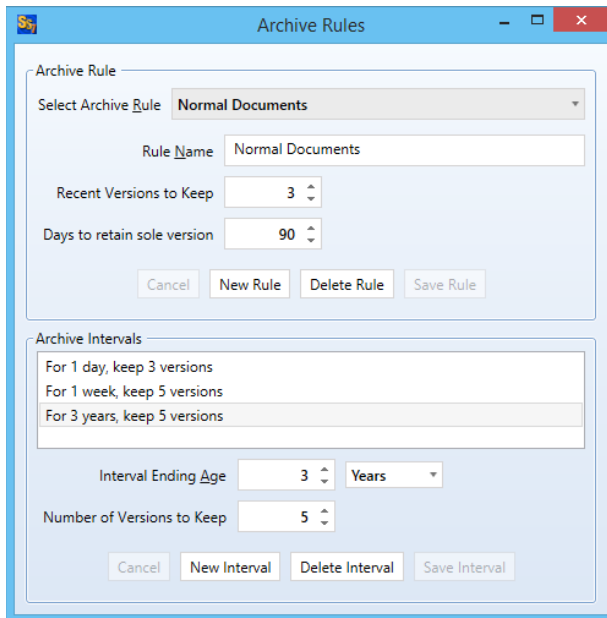 SS7
Archive Rules
Archive Rule
Select Archive Rule Normal Documents
Rule Name Normal Documents
Recent Versions to Keep 3
Days to retain sole version 90
Cancel New Rule Delete Rule Save Rule
Archive Intervals
For 1 day, keep 3 versions
For 1 week, keep 5 versions
For 3 years, keep 5 versions
Interval Ending Age 3 Years
Number of Versions to Keep 5
Cancel New Interval Delete Interval Save Interval